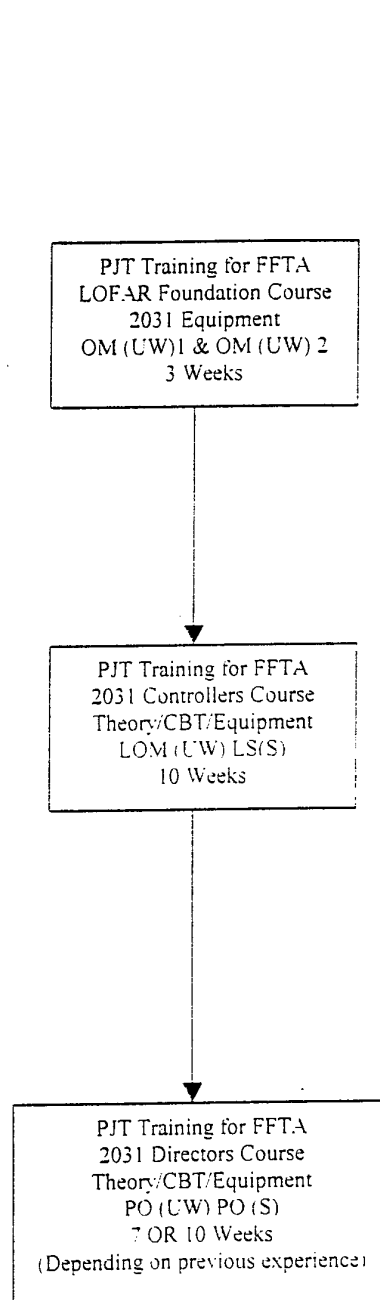 PJT Training for FFTA
LOFAR Foundation Course
2031 Equipment
OM (UW)1 & OM (UW) 2
3 Weeks
PJT Training for FFTA
2031 Controllers Course
Theory/CBT/Equipment
LOM (UW) LS(S)
10 Weeks
PJT Training for FFTA
2031 Directors Course
Theory/CBT/Equipment
PO (UW) PO (S)
7 OR 10 Weeks
(Depending on previous experience)